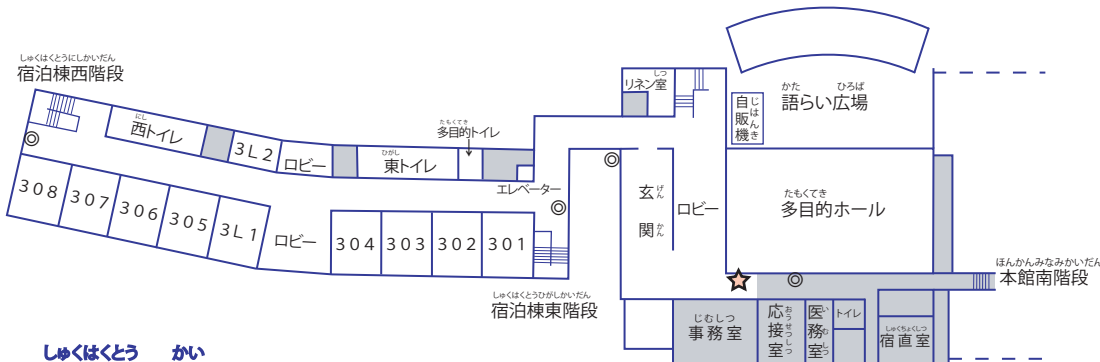 しゅくはくとうにしかいだん
宿泊棟西階段
にし
西トイレ
3L2
ロビー
ひがし
東トイレ
たもくてき
多目的トイレ
エレベーター
308
307
306
305
3L1
ロビー
304
303
302
301
しゅくはくとうひがしかいだん
宿泊棟東階段
しつ
リネン室
じはんき
自販機
かた ひろば
語らい広場
げんかん
玄関
ロビー
たもくてき
多目的ホール
ほんかんみなみかいだん
本館南階段
じむしつ
事務室
おうせつしつ
応接室
いむしつ
医務室
トイレ
しゅくちょくしつ
宿直室
しゅくはくとう かい